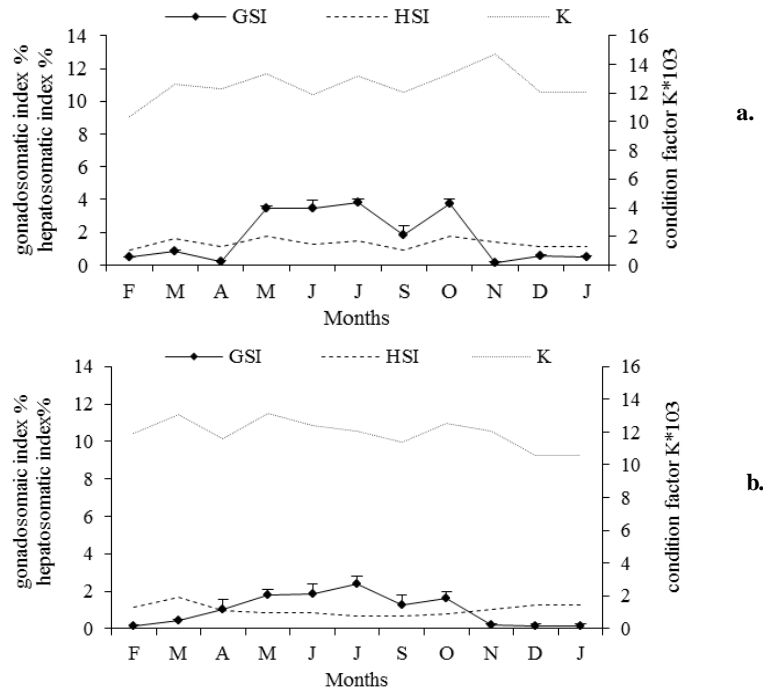 GSI HSI K
14 16
12 14
10 12
8 10
6 8
4 6
2 4
0 2
0
gonadosomatic index %
hepatosomatic index %
condition factor K*103
a.
F M A M J J S O N D J
Months
GSI HSI K
14 16
12 14
10 12
8 10
6 8
4 6
2 4
0 2
0
gonadosomaic index %
hepatosomatic index%
condition factor K*103
b.
F M A M J J S O N D J
Months